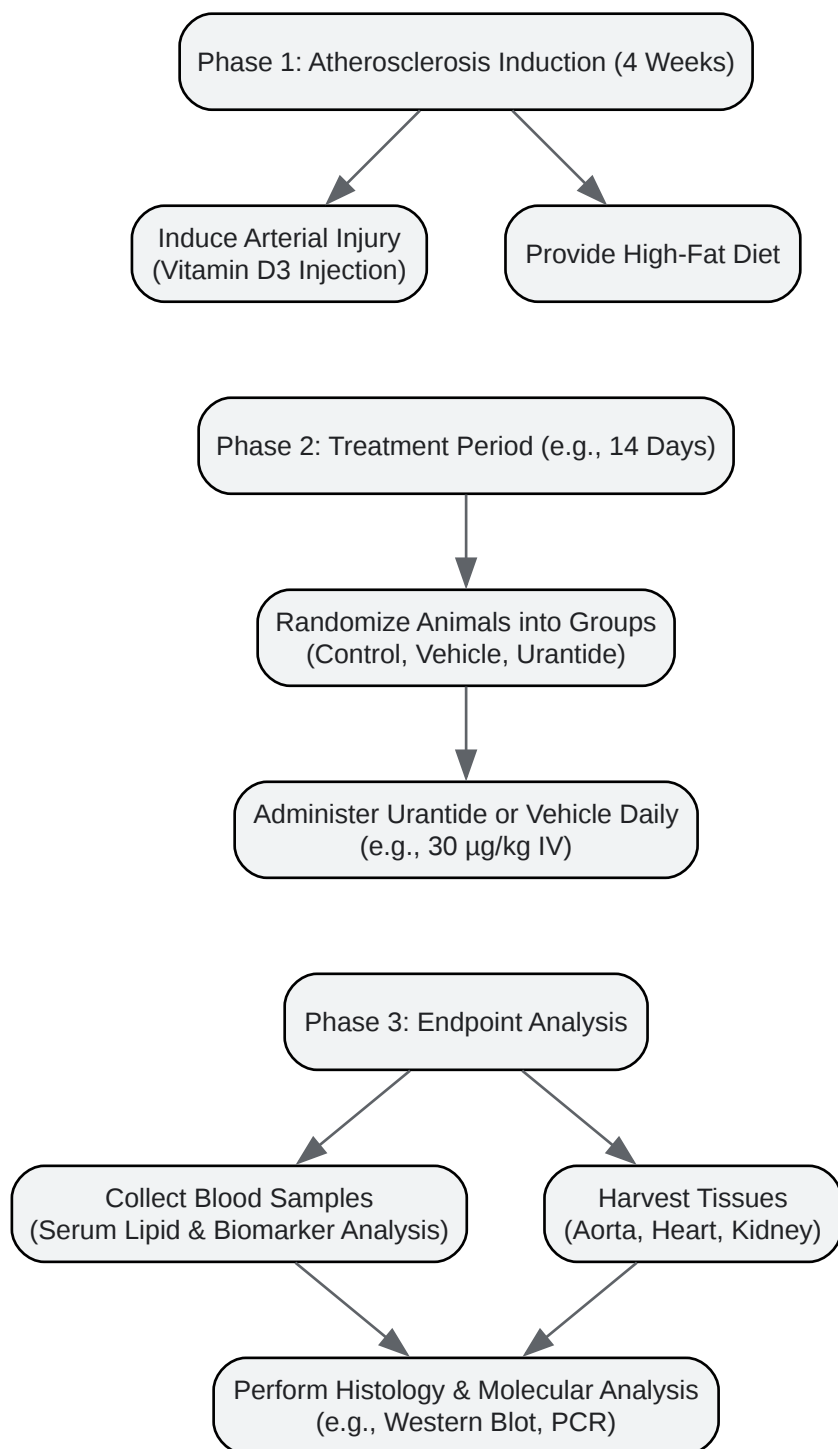 Phase 1: Atherosclerosis Induction (4 Weeks)
Induce Arterial Injury
(Vitamin D3 Injection)
Provide High-Fat Diet
Phase 2: Treatment Period (e.g., 14 Days)
Randomize Animals into Groups
(Control, Vehicle, Urantide)
Administer Urantide or Vehicle Daily
(e.g., 30 µg/kg IV)
Phase 3: Endpoint Analysis
Collect Blood Samples
(Serum Lipid & Biomarker Analysis)
Harvest Tissues
(Aorta, Heart, Kidney)
Perform Histology & Molecular Analysis
(e.g., Western Blot, PCR)